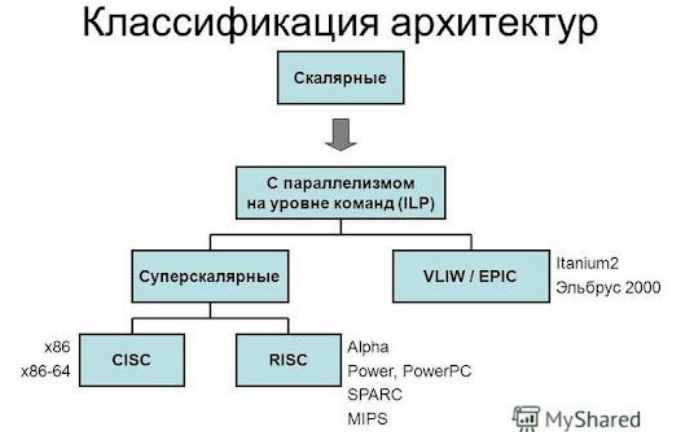 Классификация архитектур
Скалярные
С параллелизмом
на уровне команд (ILP)
Суперскалярные
VLIW / EPIC
Itanium2
Эльбрус 2000
x86
x86-64
CISC
RISC
Alpha
Power, PowerPC
SPARC
MIPS
MyShared